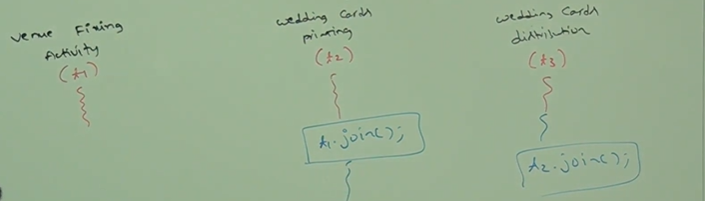 Venue Fixing
Activity
(t1)
wedding Cards
printing
(t2)
t1.join();
wedding Cards
distribution
(t3)
t2.join();